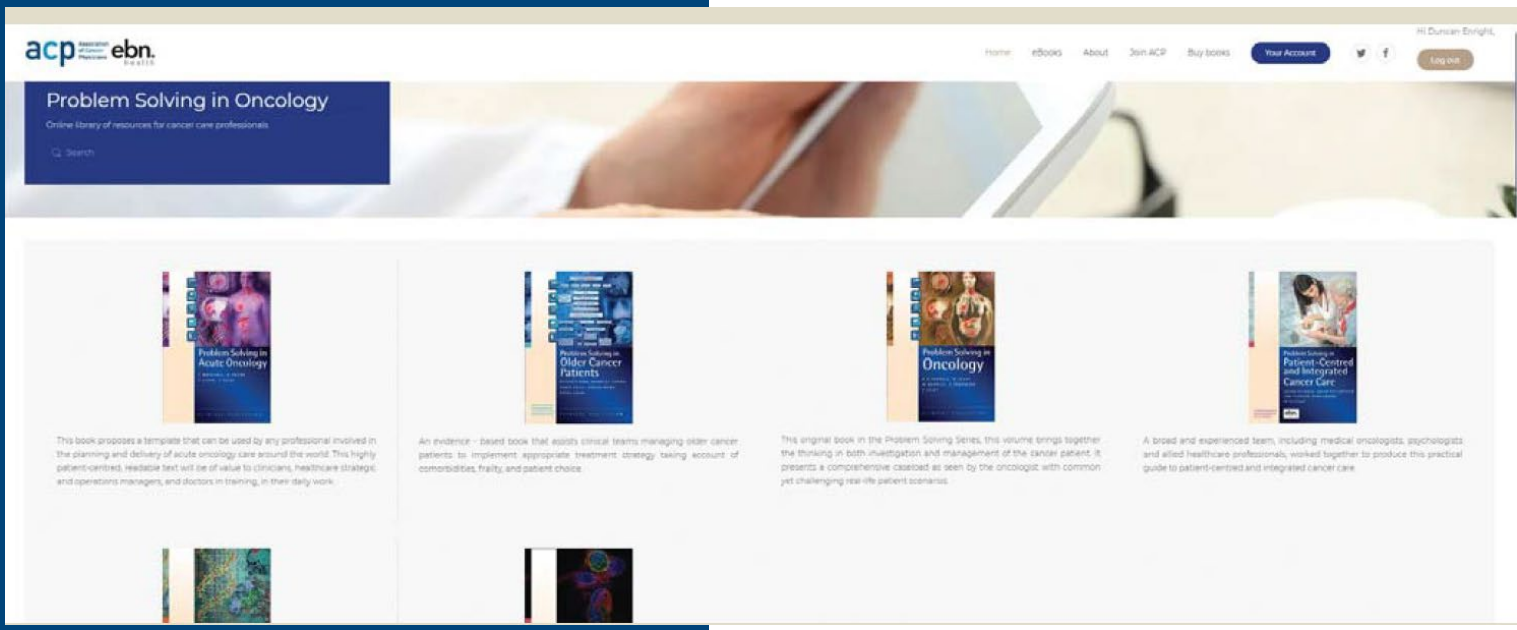 acp Association of Cancer Physicians ebn. health
Home eBooks About Join ACP Buy books Your Account
Hi Duncan Enright,
Log out
Problem Solving in Oncology
Online library of resources for cancer care professionals
Search
Problem Solving in
Acute Oncology
This book proposes a template that can be used by any professional involved in
the planning and delivery of acute oncology care around the world. This highly
patient-centred, readable text will be of value to clinicians, healthcare strategic
and operations managers, and doctors in training, in their daily work.
Problem Solving in
Older Cancer
Patients
An evidence - based book that assists clinical teams managing older cancer
patients to implement appropriate treatment strategy taking account of
comorbidities, frailty, and patient choice.
Problem Solving in
Oncology
This original book in the Problem Solving Series, this volume brings together
the thinking in both investigation and management of the cancer patient. It
presents a comprehensive caseload as seen by the oncologist with common
yet challenging real-life patient scenarios.
Problem Solving in
Patient-Centred
and Integrated
Cancer Care
ebn
A broad and experienced team, including medical oncologists, psychologists
and allied healthcare professionals, worked together to produce this practical
guide to patient-centred and integrated cancer care